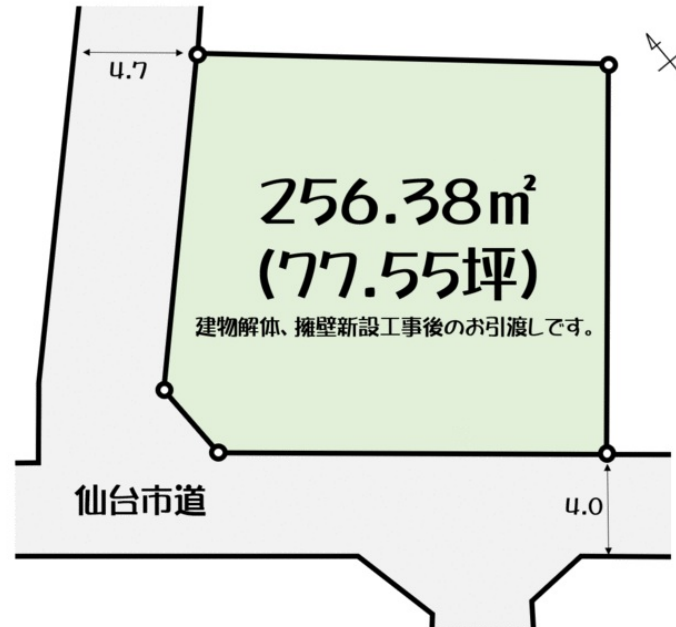 4.7
256.38㎡
(77.55坪)
建物解体、擁壁新設工事後のお引渡しです。
仙台市道
4.0